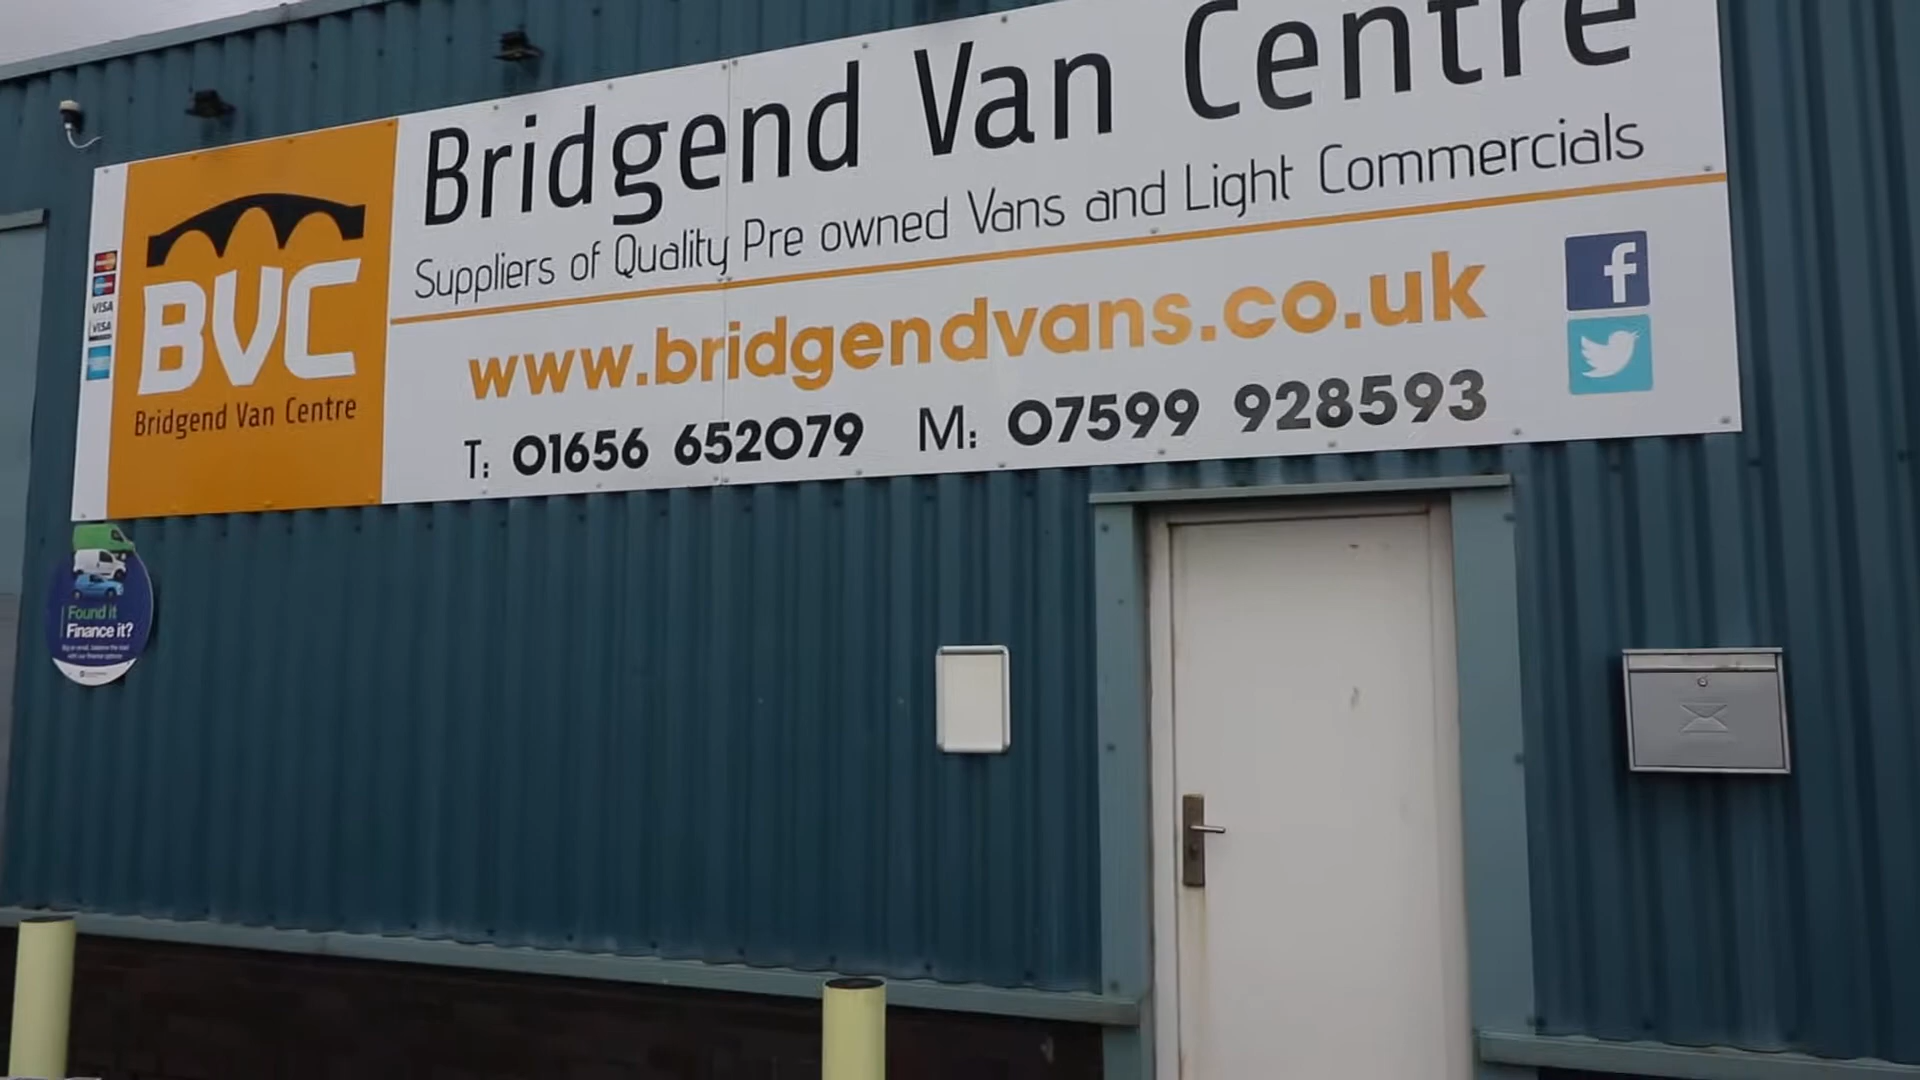 Bridgend Van Centre
Suppliers of Quality Pre owned Vans and Light Commercials
www.bridgendvans.co.uk
T: 01656 652079 M: 07599 928593
f
VISA
VISA
BVC
Bridgend Van Centre
Found it
Finance it?